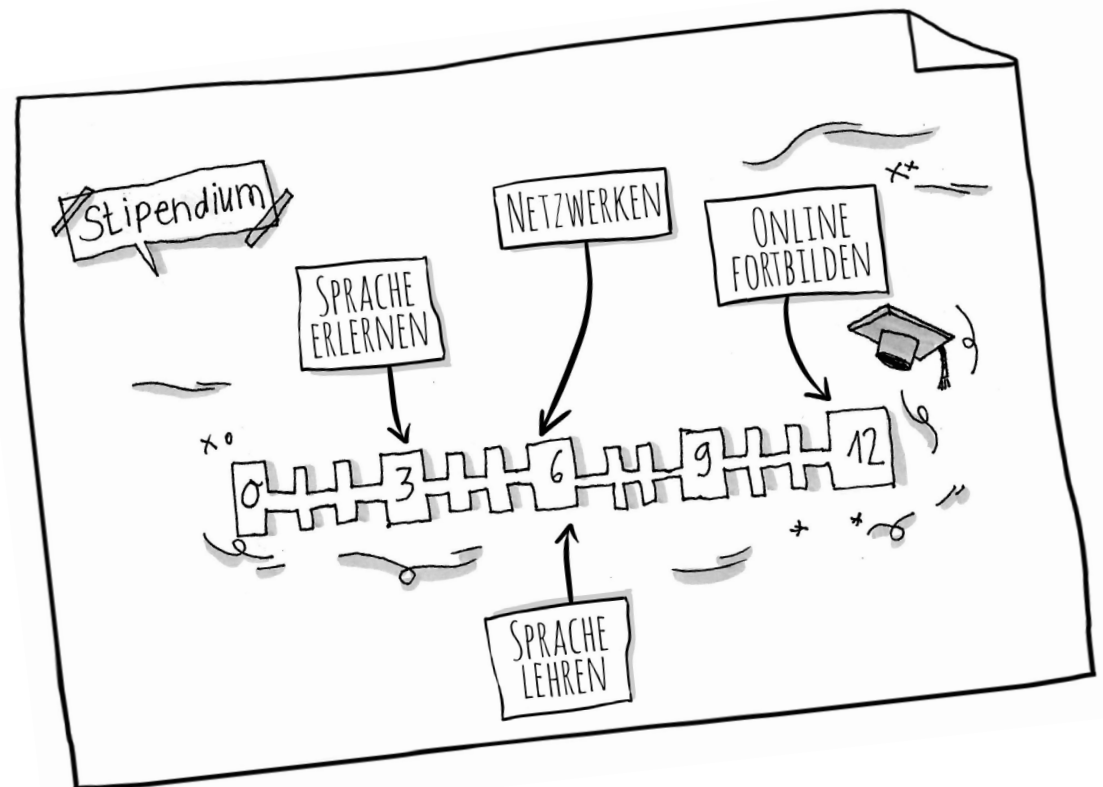 Stipendium
NETZWERKEN
ONLINE
FORTBILDEN
SPRACHE
ERLERNEN
0
3
6
9
12
SPRACHE
LEHREN